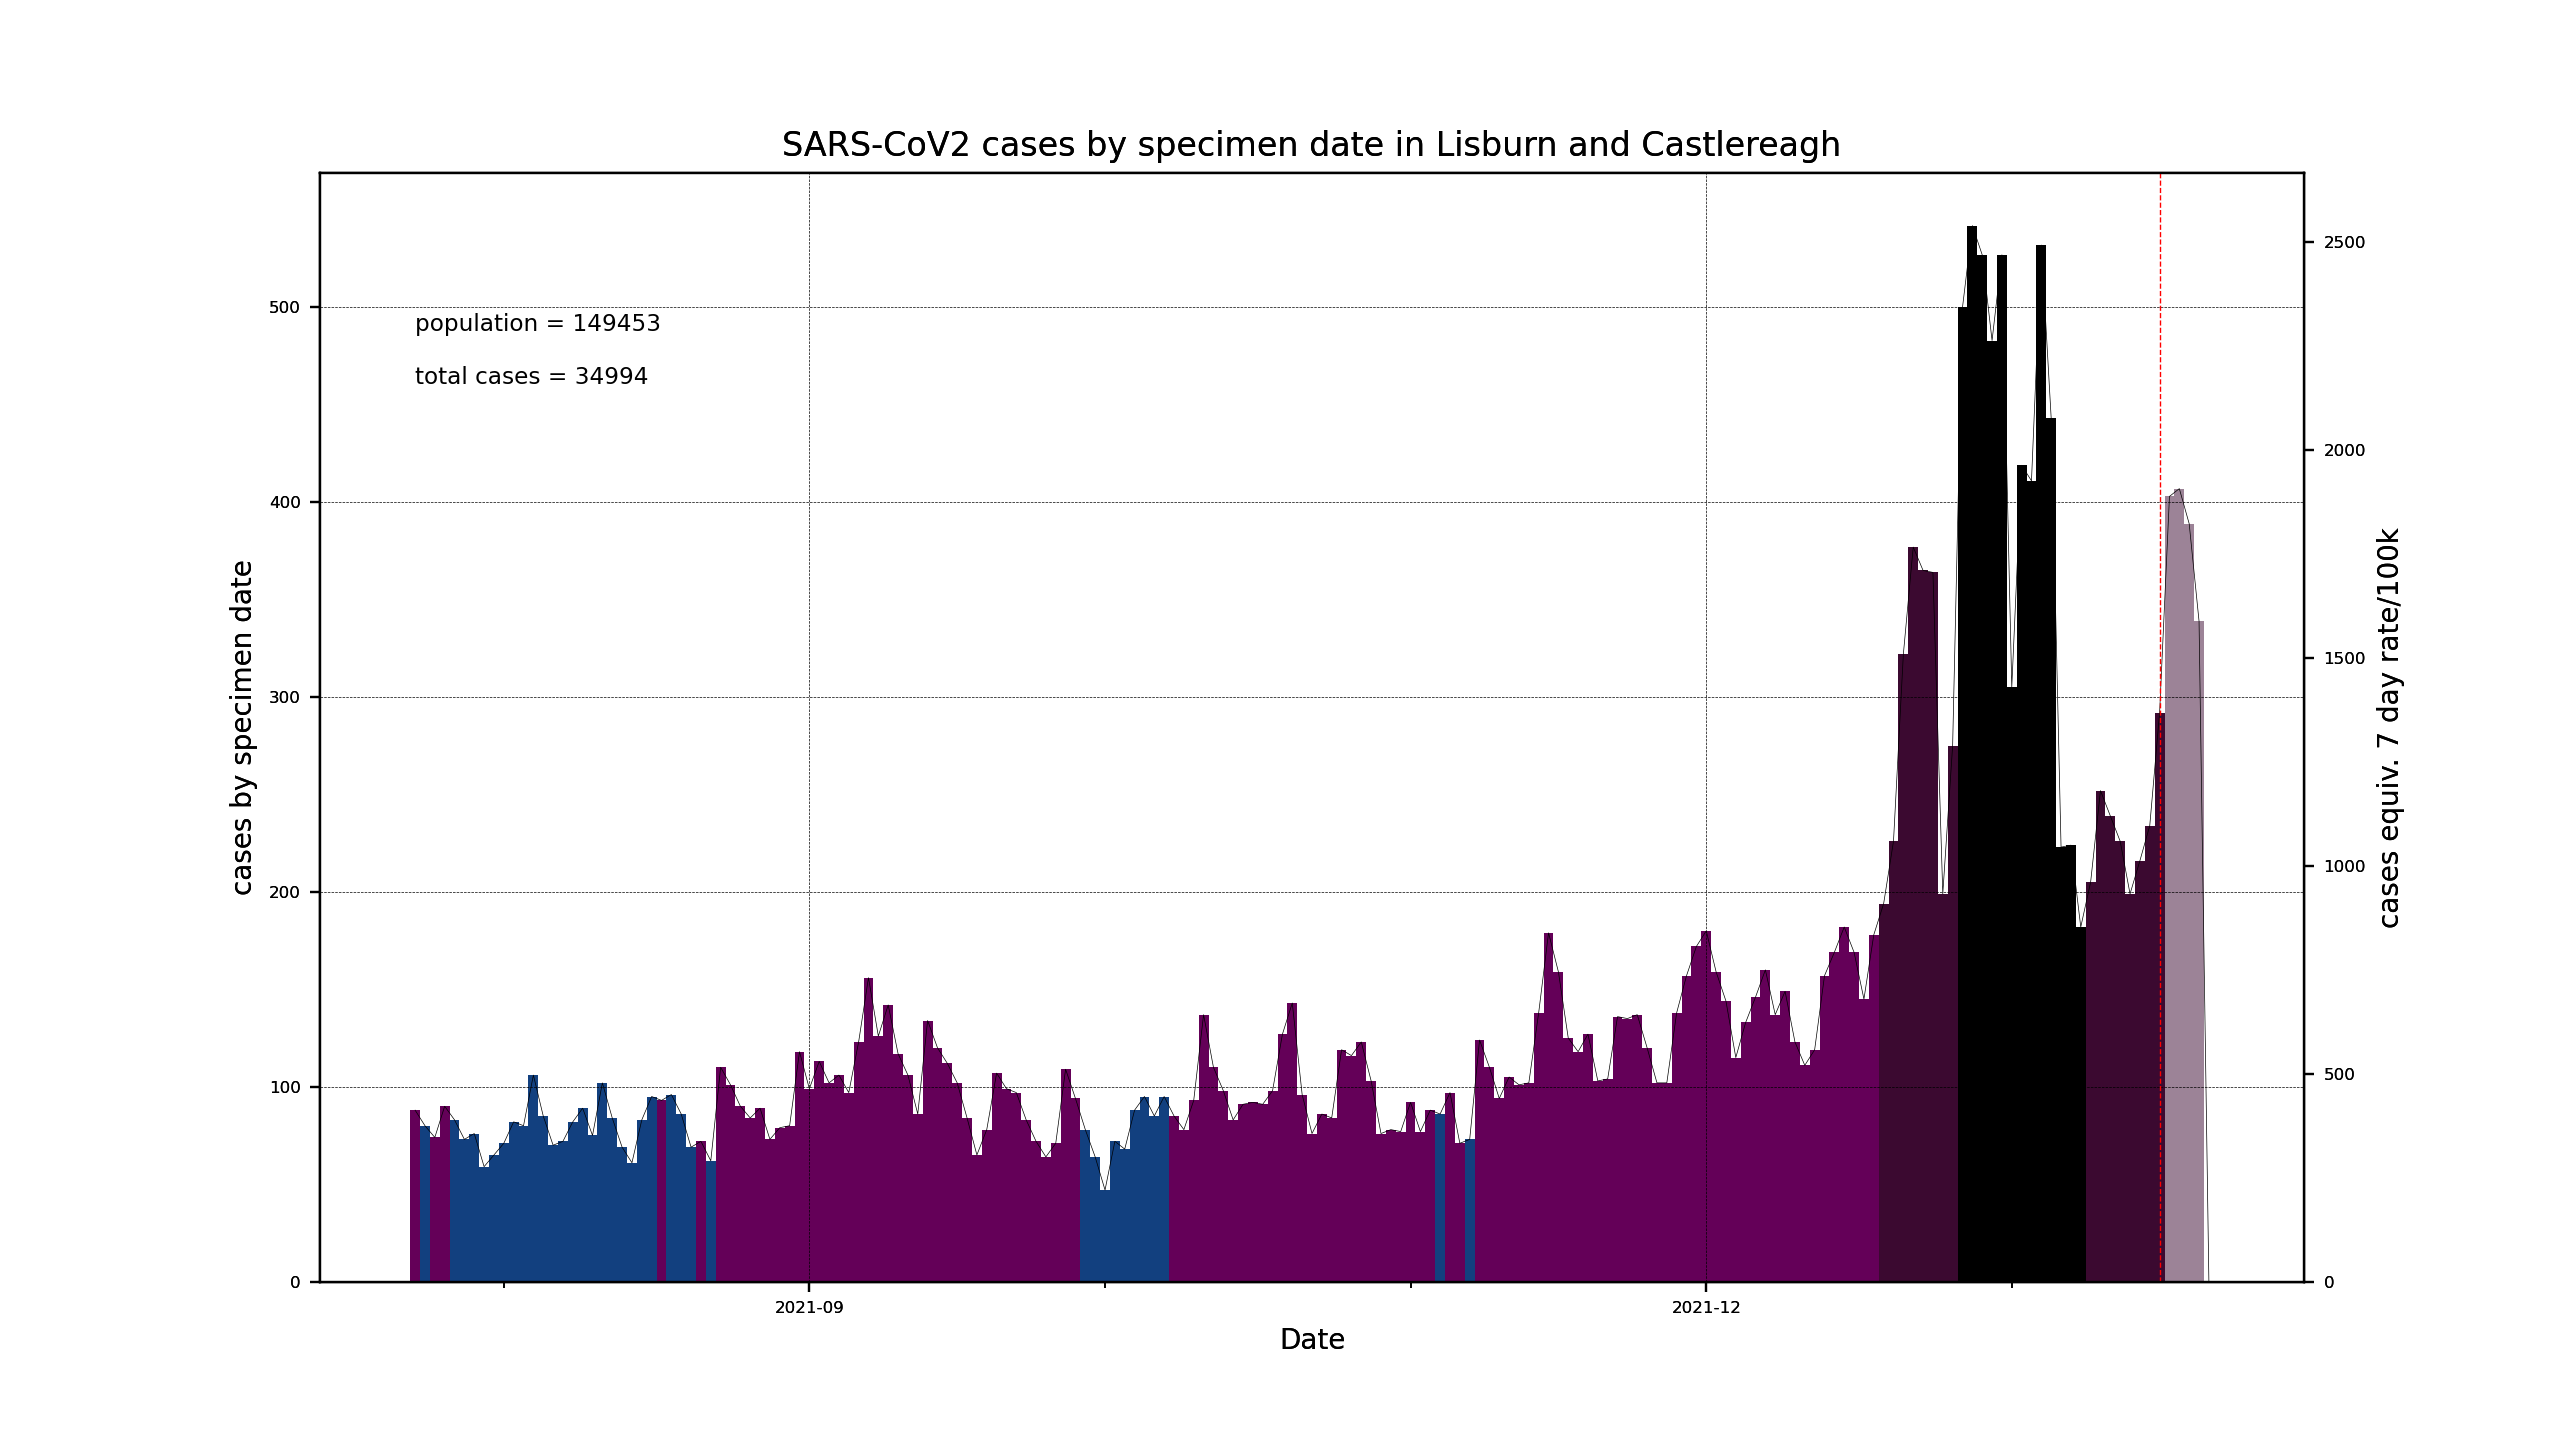 SARS-CoV2 cases by specimen date in Lisburn and Castlereagh
population = 149453
total cases = 34994
cases by specimen date
500
400
300
200
100
0
2500
2000
1500
1000
500
0
cases equiv. 7 day rate/100k
2021-09
2021-12
Date